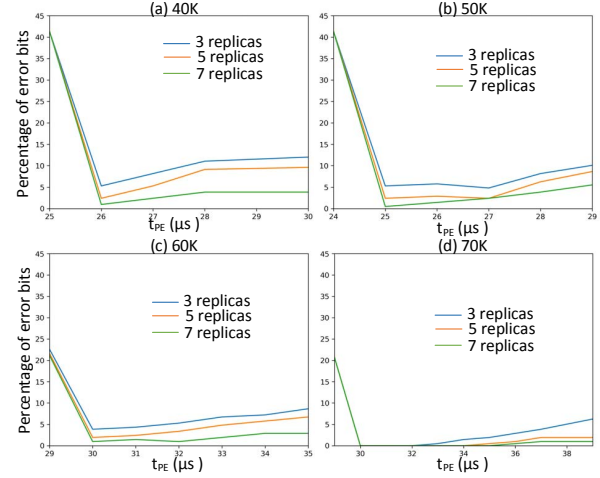 (a) 40K
Percentage of error bits
45
40
35
30
25
20
15
10
5
0
3 replicas
5 replicas
7 replicas
25 26 27 28 29 30
tPE (µs )
(b) 50K
45
40
35
30
25
20
15
10
5
0
3 replicas
5 replicas
7 replicas
24 25 26 27 28 29
tPE (µs )
(c) 60K
Percentage of error bits
45
40
35
30
25
20
15
10
5
0
3 replicas
5 replicas
7 replicas
29 30 31 32 33 34 35
tPE (µs )
(d) 70K
45
40
35
30
25
20
15
10
5
0
3 replicas
5 replicas
7 replicas
30 32 34 36 38
tPE (µs )